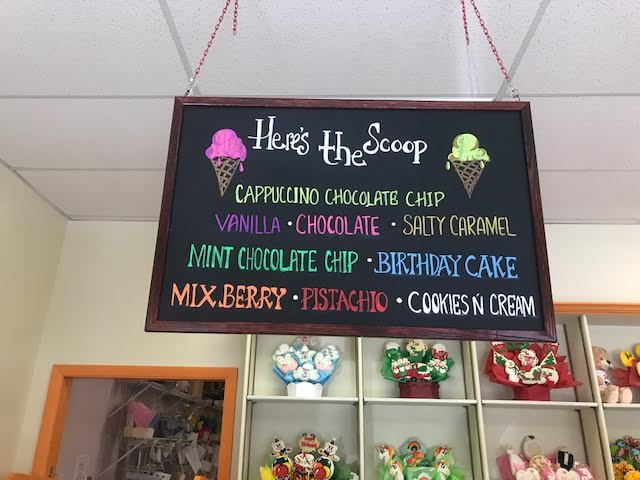 Here's the Scoop
CAPPUCCINO CHOCOLATE CHIP
VANILLA • CHOCOLATE • SALTY CARAMEL
MINT CHOCOLATE CHIP • BIRTHDAY CAKE
MIX BERRY • PISTACHIO • COOKIES N CREAM